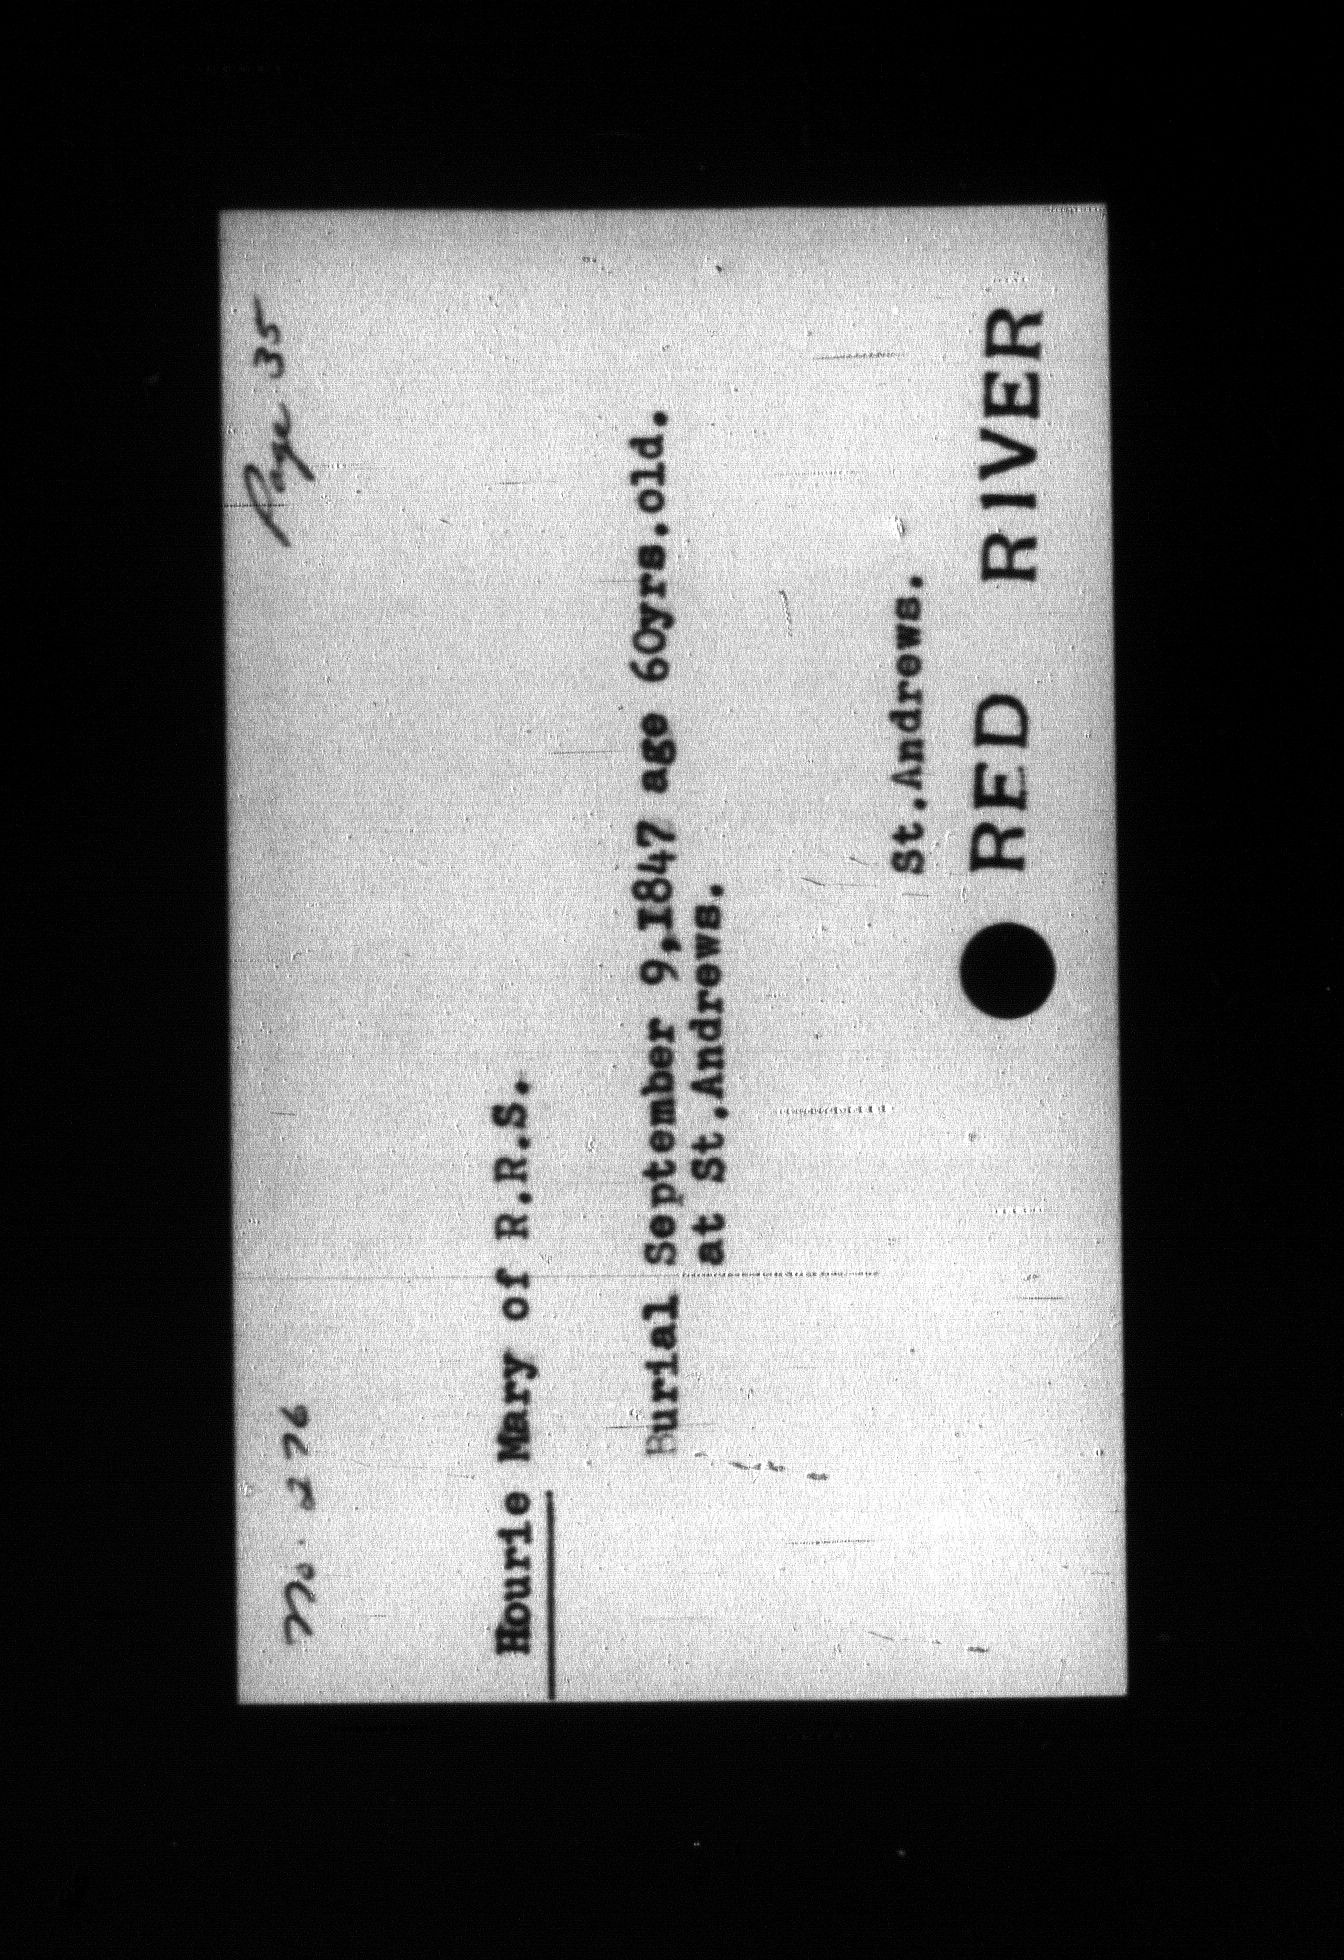 No. 276
Page 35
Hourie Mary of R.R.S.
Burial September 9,1847 age 60yrs.old.
at St.Andrews.
St.Andrews.
RED RIVER